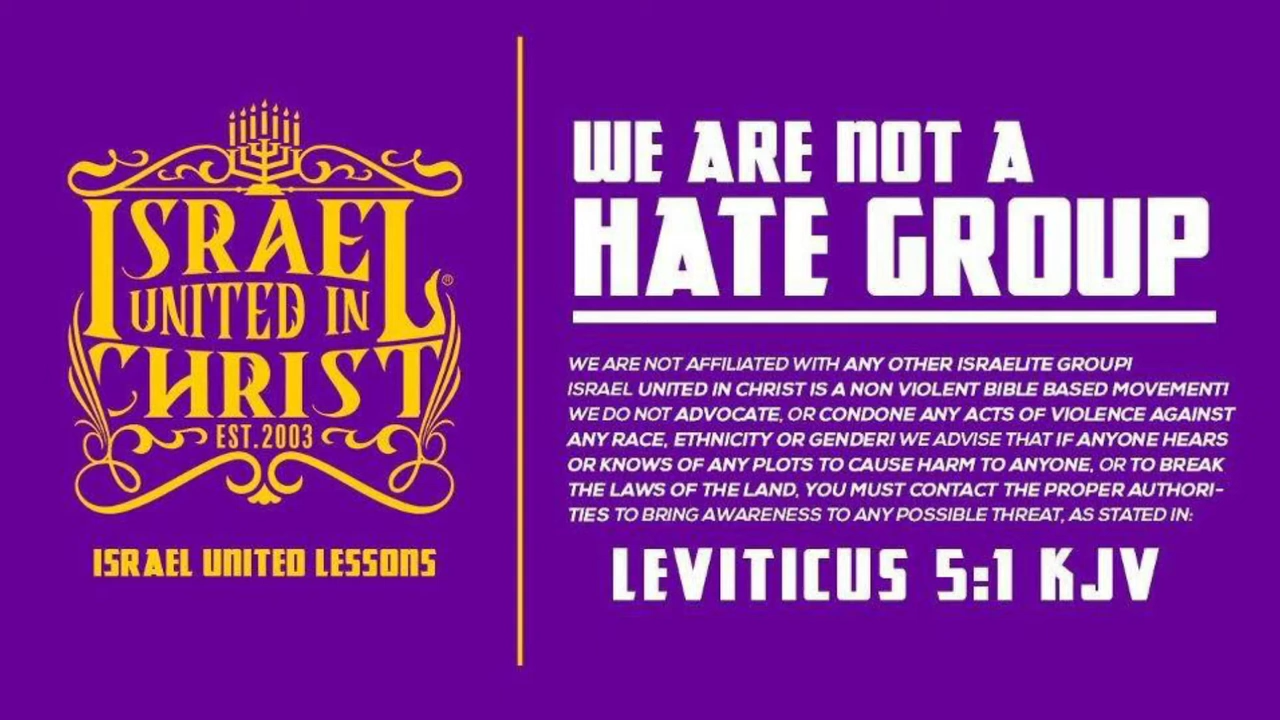 ISRAEL
UNITED IN
CHRIST
®
EST. 2003
ISRAEL UNITED LESSONS
WE ARE NOT A
HATE GROUP
WE ARE NOT AFFILIATED WITH ANY OTHER ISRAELITE GROUP!
ISRAEL UNITED IN CHRIST IS A NON VIOLENT BIBLE BASED MOVEMENT!
WE DO NOT ADVOCATE, OR CONDONE ANY ACTS OF VIOLENCE AGAINST
ANY RACE, ETHNICITY OR GENDER! WE ADVISE THAT IF ANYONE HEARS
OR KNOWS OF ANY PLOTS TO CAUSE HARM TO ANYONE, OR TO BREAK
THE LAWS OF THE LAND, YOU MUST CONTACT THE PROPER AUTHORI-
TIES TO BRING AWARENESS TO ANY POSSIBLE THREAT, AS STATED IN:
LEVITICUS 5:1 KJV